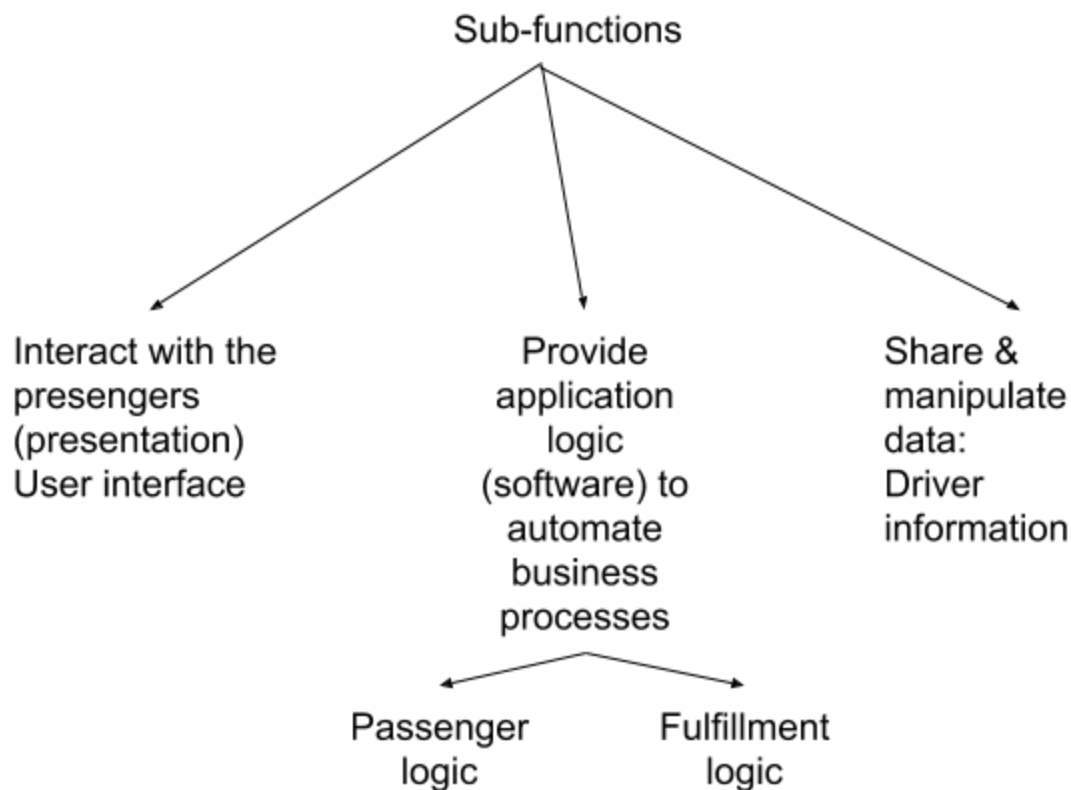 Sub-functions
Interact with the
presengers
(presentation)
User interface
Provide
application
logic
(software) to
automate
business
processes
Share &
manipulate
data:
Driver
information
Passenger
logic
Fulfillment
logic